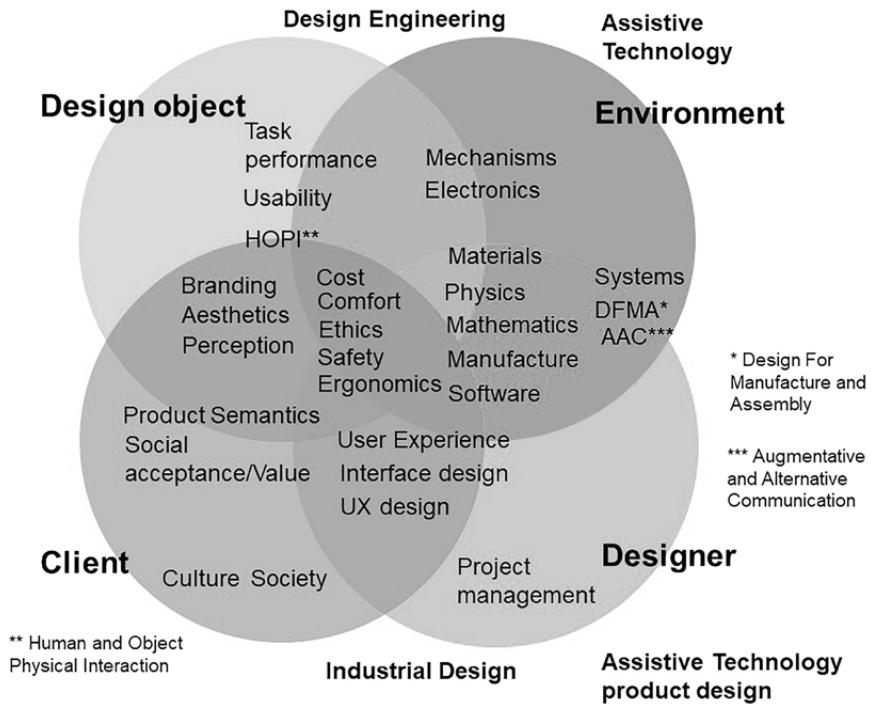 Design Engineering
Assistive
Technology
Design object
Environment
Task
performance
Usability
HOPI**
Mechanisms
Electronics
Branding
Aesthetics
Perception
Cost
Comfort
Ethics
Safety
Ergonomics
Materials
Physics
Mathematics
Manufacture
Software
Systems
DFMA*
AAC***
* Design For
Manufacture and
Assembly
Product Semantics
Social
acceptance/Value
User Experience
Interface design
UX design
*** Augmentative
and Alternative
Communication
Client
Designer
Culture Society
Project
management
** Human and Object
Physical Interaction
Industrial Design
Assistive Technology
product design